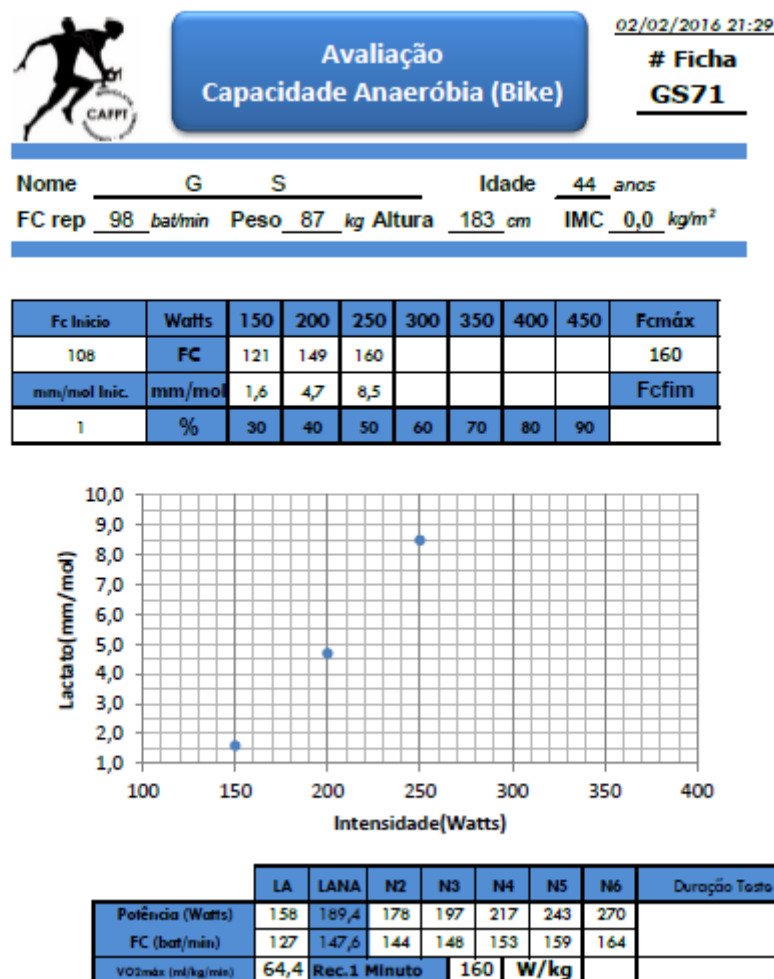 02/02/2016 21:29
Avaliação
Capacidade Anaeróbia (Bike)
# Ficha
GS71
CAFPT
Nome G S Idade 44 anos
FC rep 98 bat/min Peso 87 kg Altura 183 cm IMC 0,0 kg/m²
Fc Inicio Watts 150 200 250 300 350 400 450 Fcmáx
108 FC 121 149 160 160
mm/mol Inic. mm/mol 1,6 4,7 8,5 Fcfim
1 % 30 40 50 60 70 80 90
10,0
9,0
8,0
7,0
6,0
5,0
4,0
3,0
2,0
1,0
Lactato(mm/mol)
100 150 200 250 300 350 400
Intensidade(Watts)
LA LANA N2 N3 N4 N5 N6 Duração Teste
Potência (Watts) 158 189,4 178 197 217 243 270
FC (bat/min) 127 147,6 144 148 153 159 164
VO2máx (ml/kg/min) 64,4 Rec.1 Minuto 160 W/kg